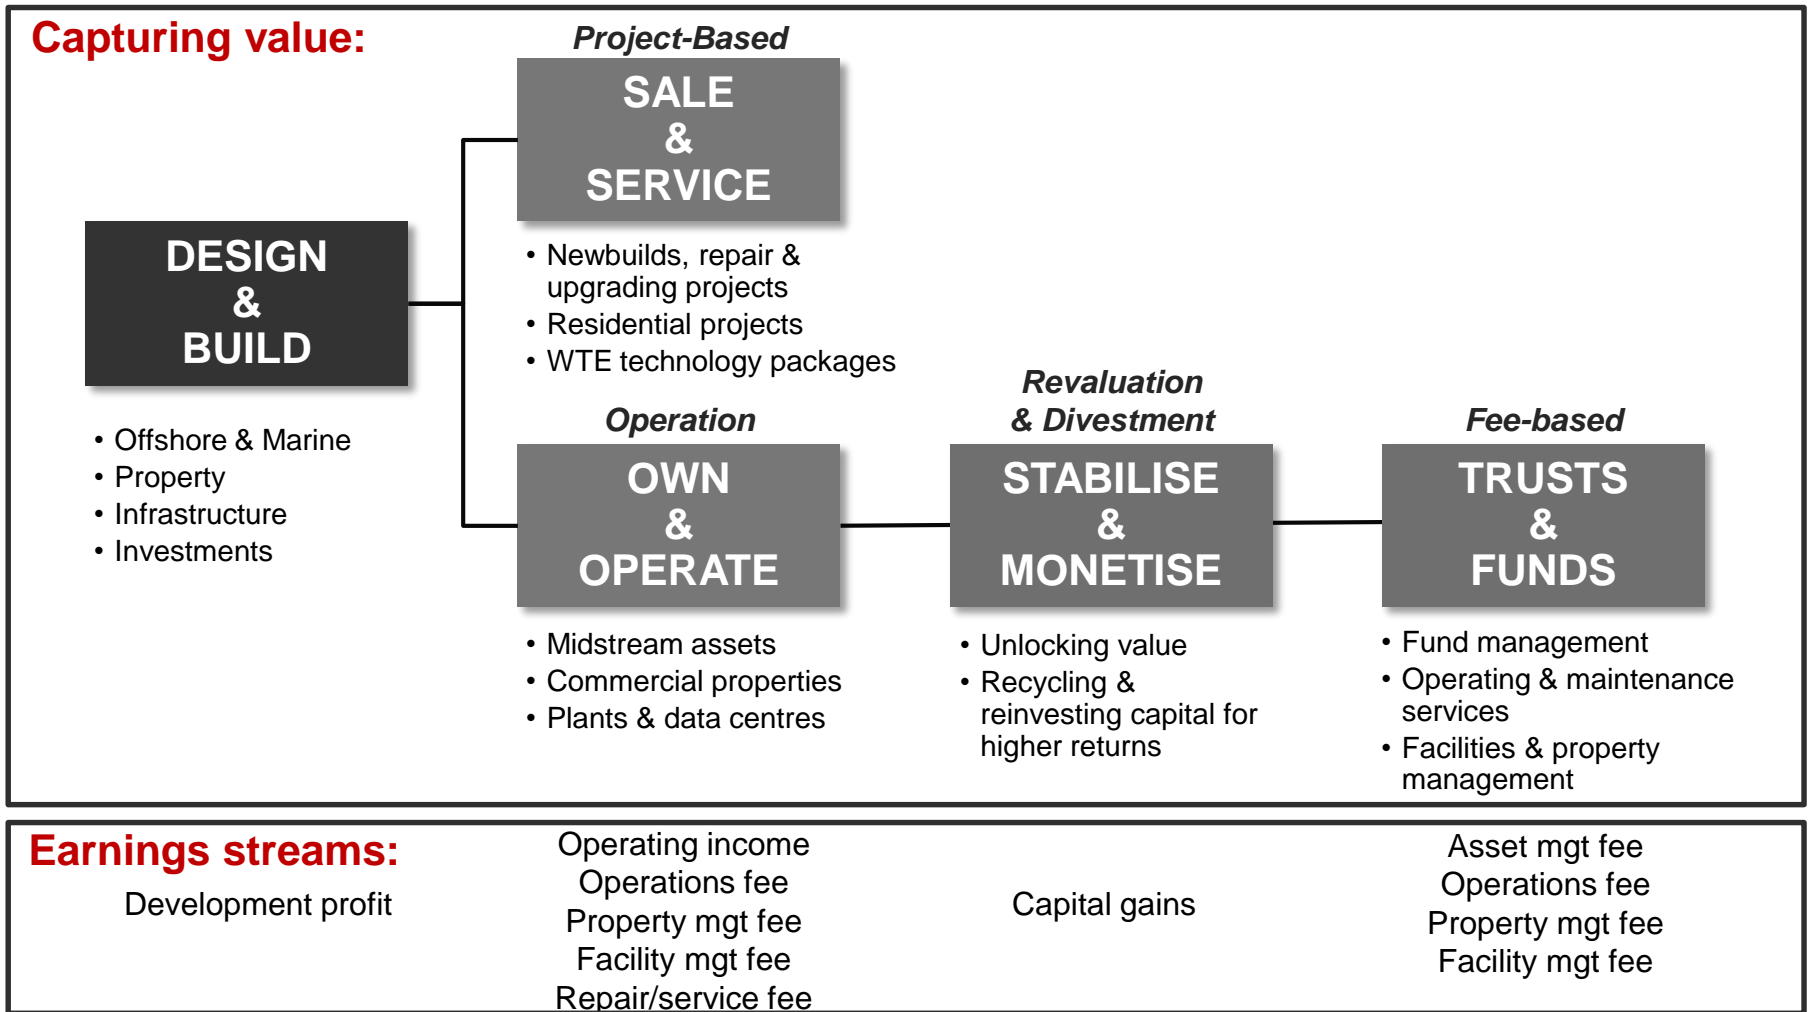 Capturing value:
Project-Based
SALE
&
SERVICE
• Newbuilds, repair &
upgrading projects
• Residential projects
• WTE technology packages
DESIGN
&
BUILD
• Offshore & Marine
• Property
• Infrastructure
• Investments
Operation
OWN
&
OPERATE
• Midstream assets
• Commercial properties
• Plants & data centres
Revaluation
& Divestment
STABILISE
&
MONETISE
• Unlocking value
• Recycling &
reinvesting capital for
higher returns
Fee-based
TRUSTS
&
FUNDS
• Fund management
• Operating & maintenance
services
• Facilities & property
management
Earnings streams:
Development profit
Operating income
Operations fee
Property mgt fee
Facility mgt fee
Repair/service fee
Capital gains
Asset mgt fee
Operations fee
Property mgt fee
Facility mgt fee